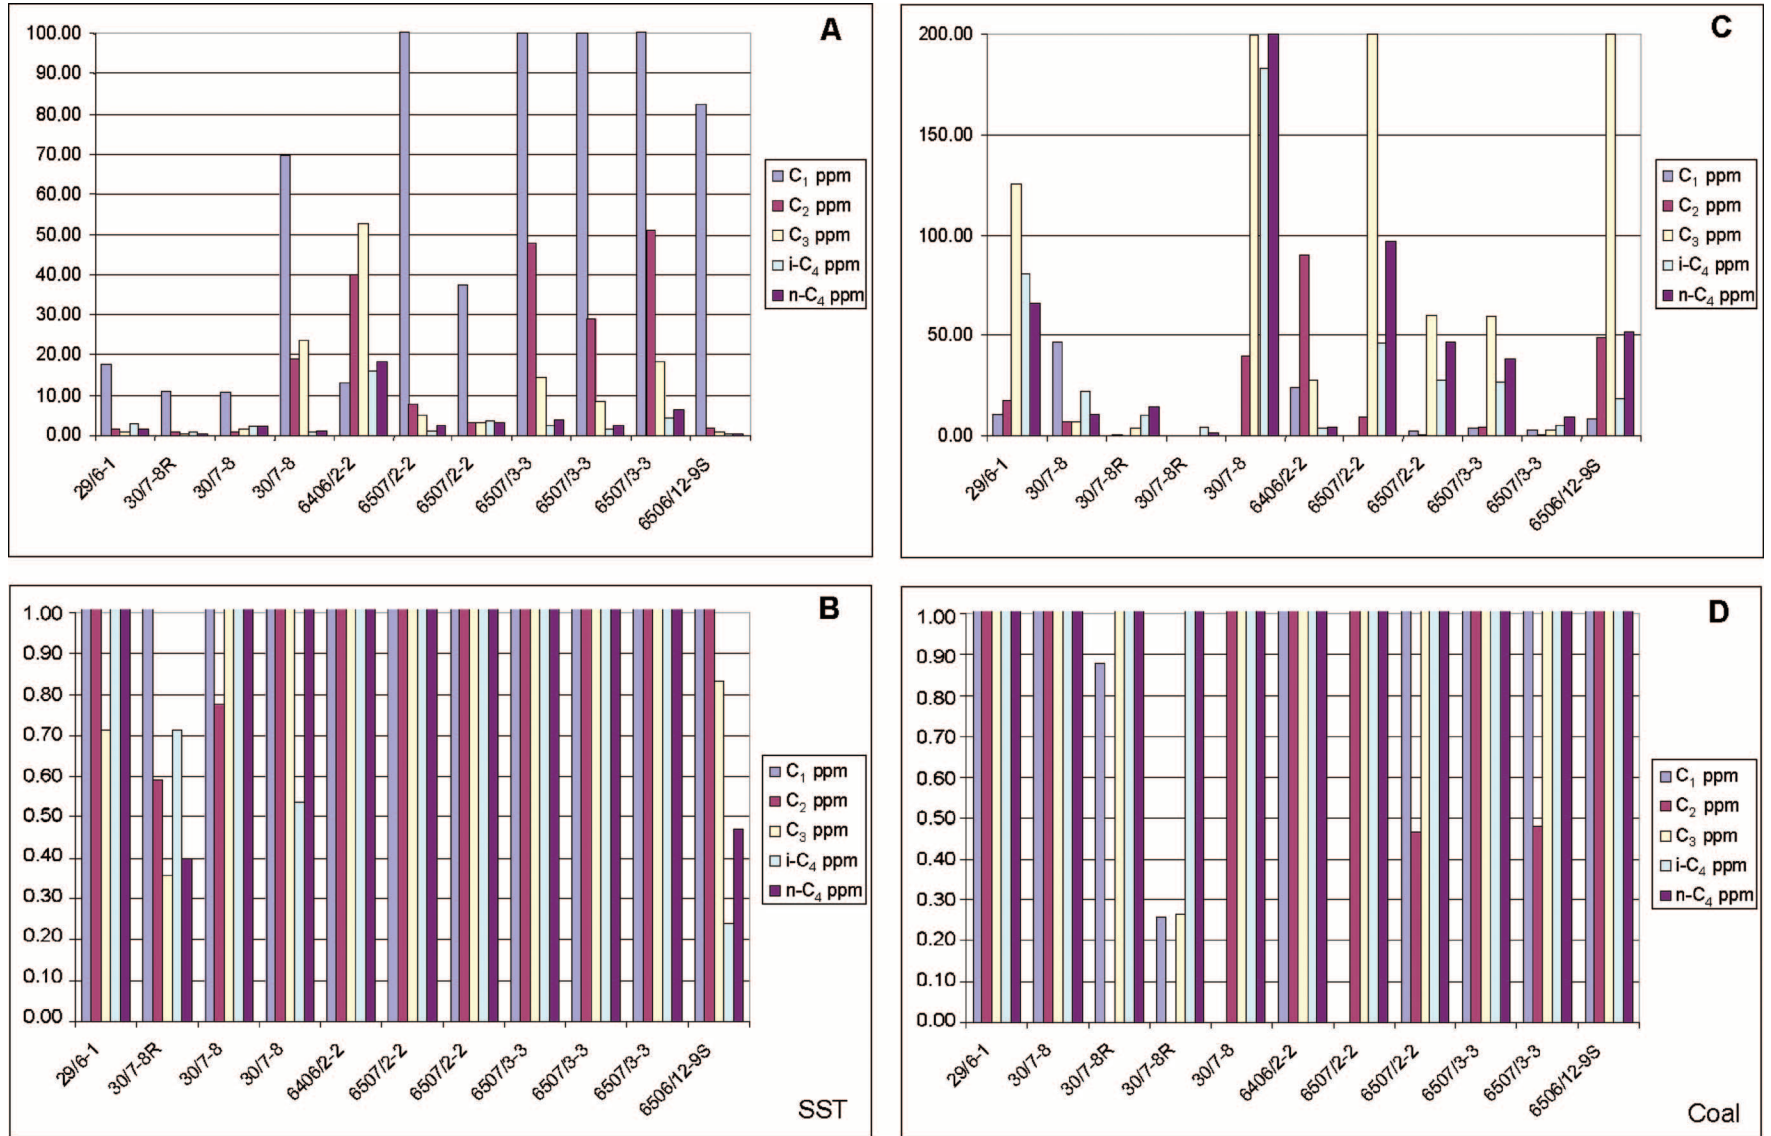 A
100.00
90.00
80.00
70.00
60.00
50.00
40.00
30.00
20.00
10.00
0.00
29/6-1
30/7-8R
30/7-8
30/7-8
6406/2-2
6507/2-2
6507/2-2
6507/3-3
6507/3-3
6507/3-3
6506/12-9S
C₁ ppm
C₂ ppm
C₃ ppm
i-C₄ ppm
n-C₄ ppm
C
200.00
150.00
100.00
50.00
0.00
29/6-1
30/7-8
30/7-8R
30/7-8R
30/7-8
6406/2-2
6507/2-2
6507/2-2
6507/3-3
6507/3-3
6506/12-9S
C₁ ppm
C₂ ppm
C₃ ppm
i-C₄ ppm
n-C₄ ppm
B
1.00
0.90
0.80
0.70
0.60
0.50
0.40
0.30
0.20
0.10
0.00
29/6-1
30/7-8R
30/7-8
30/7-8
6406/2-2
6507/2-2
6507/2-2
6507/3-3
6507/3-3
6507/3-3
6506/12-9S
C₁ ppm
C₂ ppm
C₃ ppm
i-C₄ ppm
n-C₄ ppm
SST
D
1.00
0.90
0.80
0.70
0.60
0.50
0.40
0.30
0.20
0.10
0.00
29/6-1
30/7-8
30/7-8R
30/7-8R
30/7-8
6406/2-2
6507/2-2
6507/2-2
6507/3-3
6507/3-3
6506/12-9S
C₁ ppm
C₂ ppm
C₃ ppm
i-C₄ ppm
n-C₄ ppm
Coal